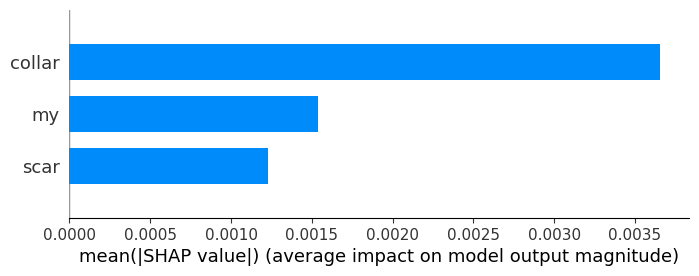 collar
my
scar
0.0000 0.0005 0.0010 0.0015 0.0020 0.0025 0.0030 0.0035
mean(|SHAP value|) (average impact on model output magnitude)